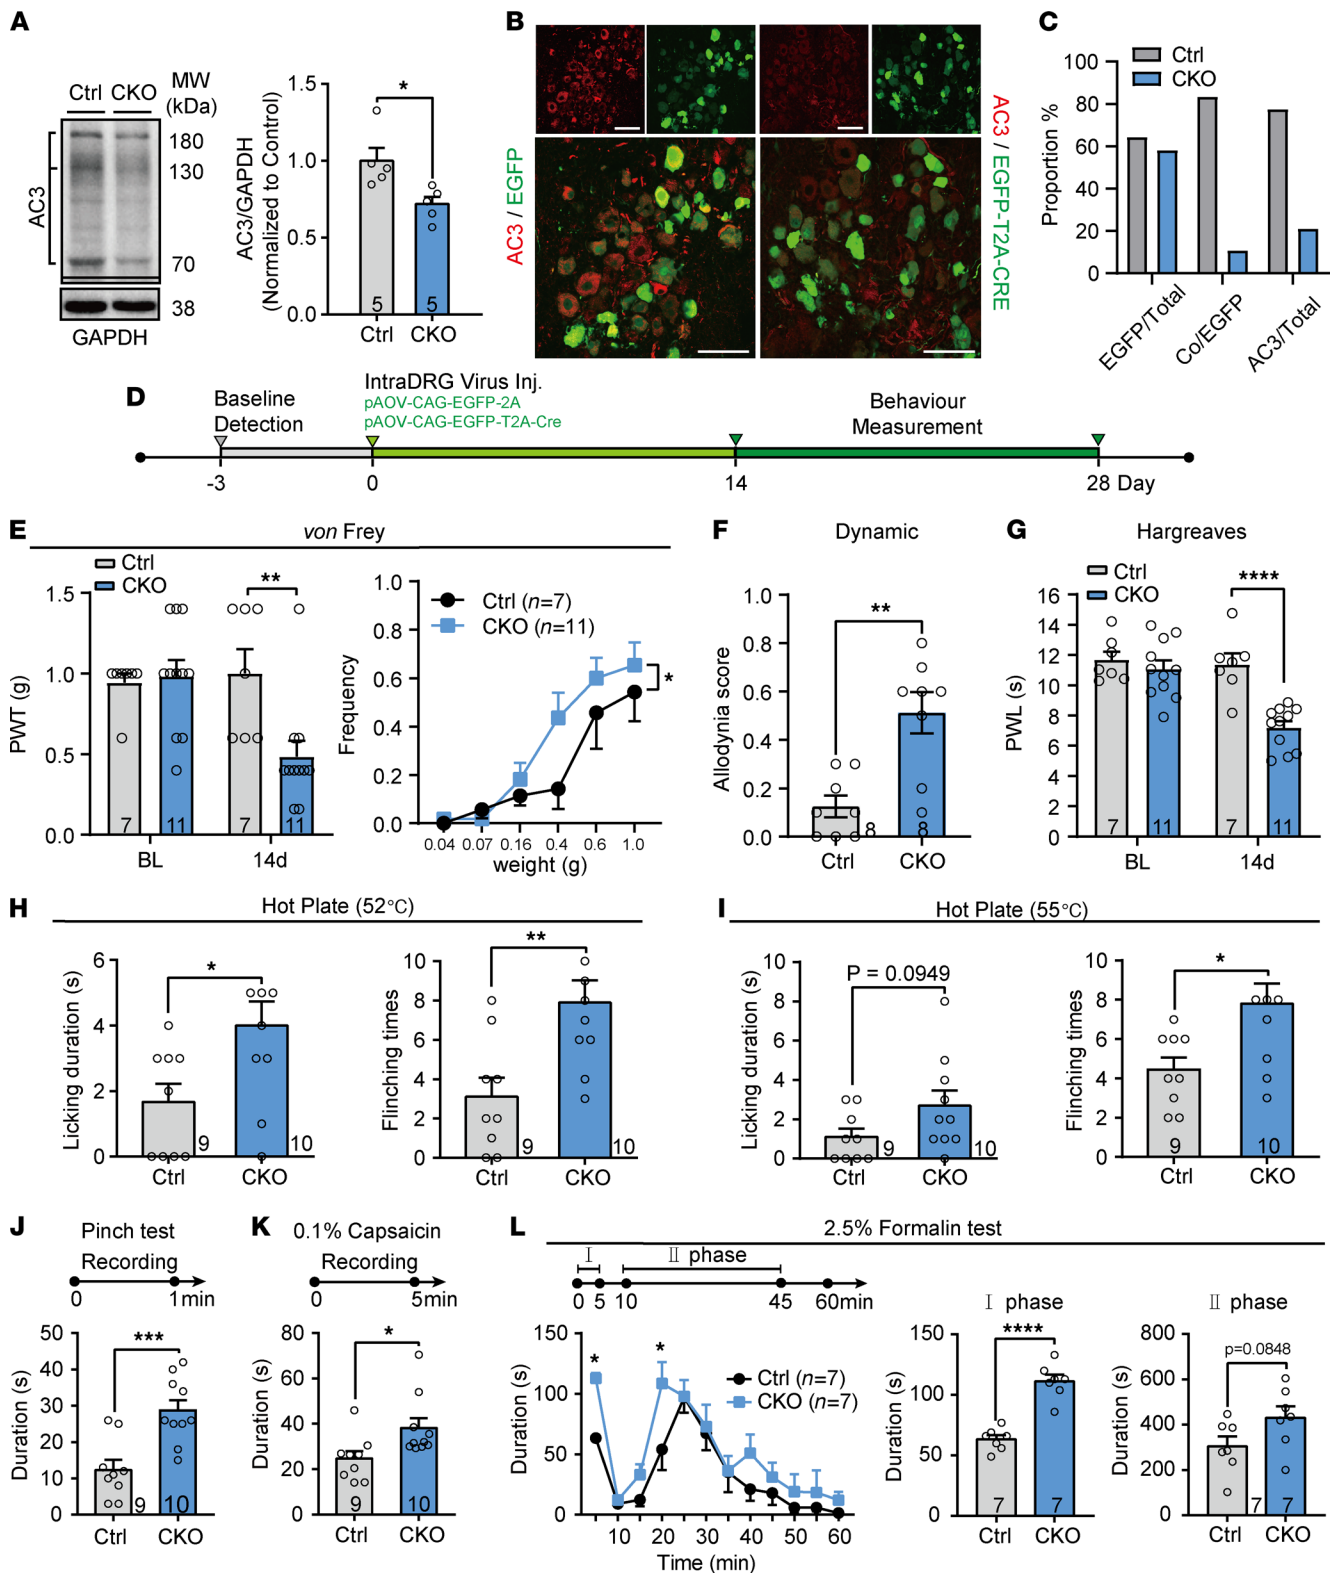 A
Ctrl CKO MW (kDa)
AC3
180
130
70
38
GAPDH
AC3/GAPDH
(Normalized to Control)
1.5
1.0
0.5
0.0
*
5 5
Ctrl CKO
B
AC3 / EGFP
AC3 / EGFP-T2A-CRE
C
Ctrl
CKO
Proportion %
100
80
60
40
20
0
EGFP/Total
Co/EGFP
AC3/Total
D
Baseline
Detection
IntraDRG Virus Inj.
pAOV-CAG-EGFP-2A
pAOV-CAG-EGFP-T2A-Cre
Behaviour
Measurement
-3 0 14 28 Day
E
von Frey
Ctrl
CKO
PWT (g)
1.5
1.0
0.5
0.0
**
7 11 7 11
BL 14d
Frequency
1.0
0.8
0.6
0.4
0.2
0.0
Ctrl (n=7)
CKO (n=11)
*
0.04 0.07 0.16 0.4 0.6 1.0
weight (g)
F
Dynamic
Allodynia score
1.0
0.8
0.6
0.4
0.2
0.0
**
Ctrl CKO
G
Hargreaves
Ctrl
CKO
PWL (s)
16
14
12
10
8
6
4
2
0
****
7 11 7 11
BL 14d
H
Hot Plate (52°C)
Licking duration (s)
6
4
2
0
*
9 10
Ctrl CKO
Flinching times
10
8
6
4
2
0
**
9 10
Ctrl CKO
I
Hot Plate (55°C)
Licking duration (s)
10
8
6
4
2
0
P = 0.0949
9 10
Ctrl CKO
Flinching times
10
8
6
4
2
0
*
9 10
Ctrl CKO
J
Pinch test
Recording
0 1min
Duration (s)
50
40
30
20
10
0
***
9 10
Ctrl CKO
K
0.1% Capsaicin
Recording
0 5min
Duration (s)
80
60
40
20
0
*
9 10
Ctrl CKO
L
2.5% Formalin test
I II phase
0 5 10 45 60min
Duration (s)
150
100
50
0
* *
Ctrl (n=7)
CKO (n=7)
10 20 30 40 50 60
Time (min)
I phase
Duration (s)
150
100
50
0
****
7 7
Ctrl CKO
II phase
Duration (s)
800
600
400
200
0
p=0.0848
7 7
Ctrl CKO